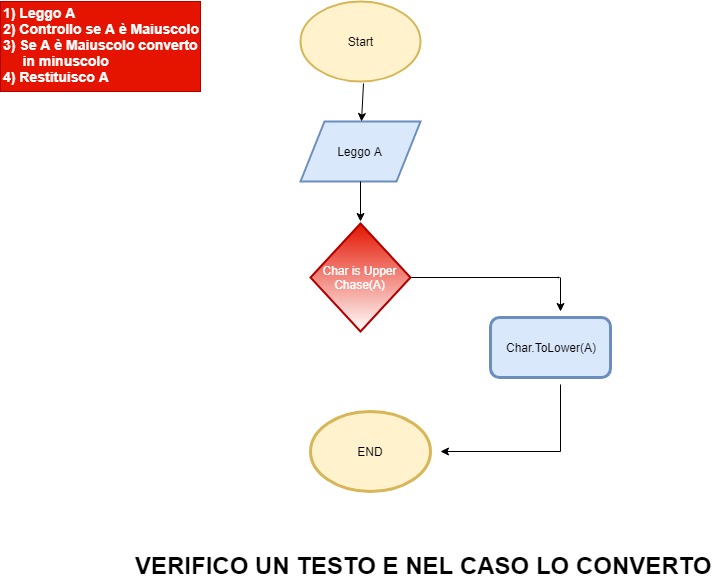 1) Leggo A
2) Controllo se A è Maiuscolo
3) Se A è Maiuscolo converto
in minuscolo
4) Restituisco A
Start
Leggo A
Char is Upper
Chase(A)
Char.ToLower(A)
END
VERIFICO UN TESTO E NEL CASO LO CONVERTO